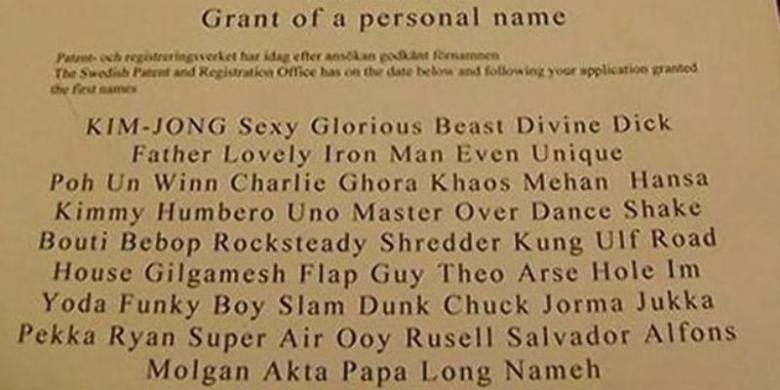 Grant of a personal name
Patent- och registreringsverket har idag efter ansökan godkänt förnamnen
The Swedish Patent and Registration Office has on the date below and following your application granted
the first names
KIM-JONG Sexy Glorious Beast Divine Dick
Father Lovely Iron Man Even Unique
Poh Un Winn Charlie Ghora Khaos Mehan Hansa
Kimmy Humbero Uno Master Over Dance Shake
Bouti Bebop Rocksteady Shredder Kung Ulf Road
House Gilgamesh Flap Guy Theo Arse Hole Im
Yoda Funky Boy Slam Dunk Chuck Jorma Jukka
Pekka Ryan Super Air Ooy Rusell Salvador Alfons
Molgan Akta Papa Long Nameh